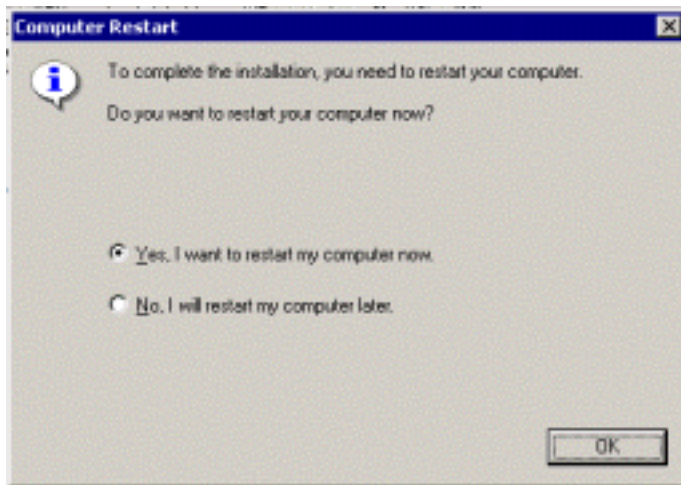 Computer Restart
To complete the installation, you need to restart your computer.
Do you want to restart your computer now?
Yes, I want to restart my computer now.
No, I will restart my computer later.
OK